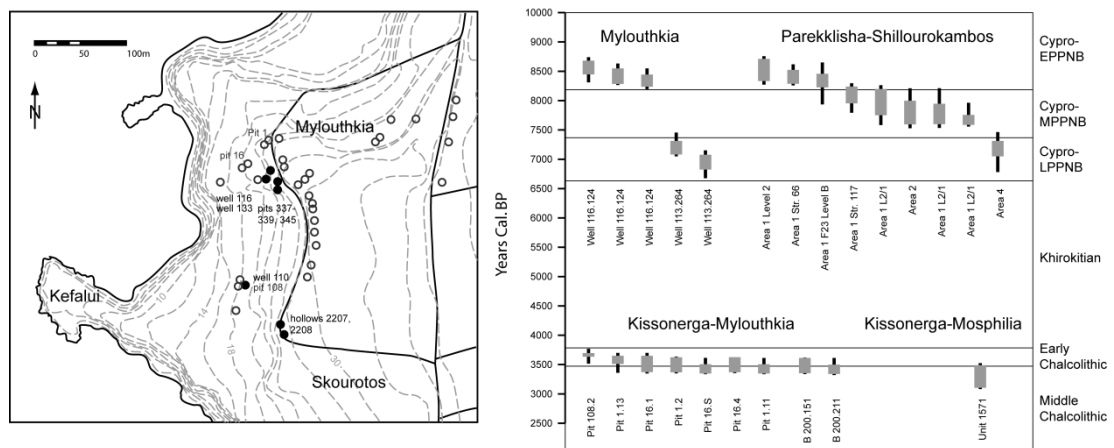 0 50 100m
N
Pit 1
Mylouthkia
pit 16
well 116 pits 337,
well 133 339, 345
well 110
pit 108
Kefalui
10
hollows 2207,
2208
18
30
Skourotos
Years Cal. BP
10000
9500
9000
8500
8000
7500
7000
6500
6000
5500
5000
4500
4000
3500
3000
2500
Mylouthkia Parekklisha-Shillourokambos
Cypro-
EPPNB
Cypro-
MPPNB
Cypro-
LPPNB
Khirokitian
Early
Chalcolithic
Middle
Chalcolithic
Well 116.124
Well 116.124
Well 116.124
Well 113.264
Well 113.264
Area 1 Level 2
Area 1 Str. 66
Area 1 F23 Level B
Area 1 Str. 117
Area 1 L2/1
Area 2
Area 1 L2/1
Area 1 L2/1
Area 4
Kissonerga-Mylouthkia Kissonerga-Mosphilia
Pit 108.2
Pit 1.13
Pit 16.1
Pit 1.2
Pit 16.S
Pit 16.4
Pit 1.11
B 200.151
B 200.211
Unit 1571